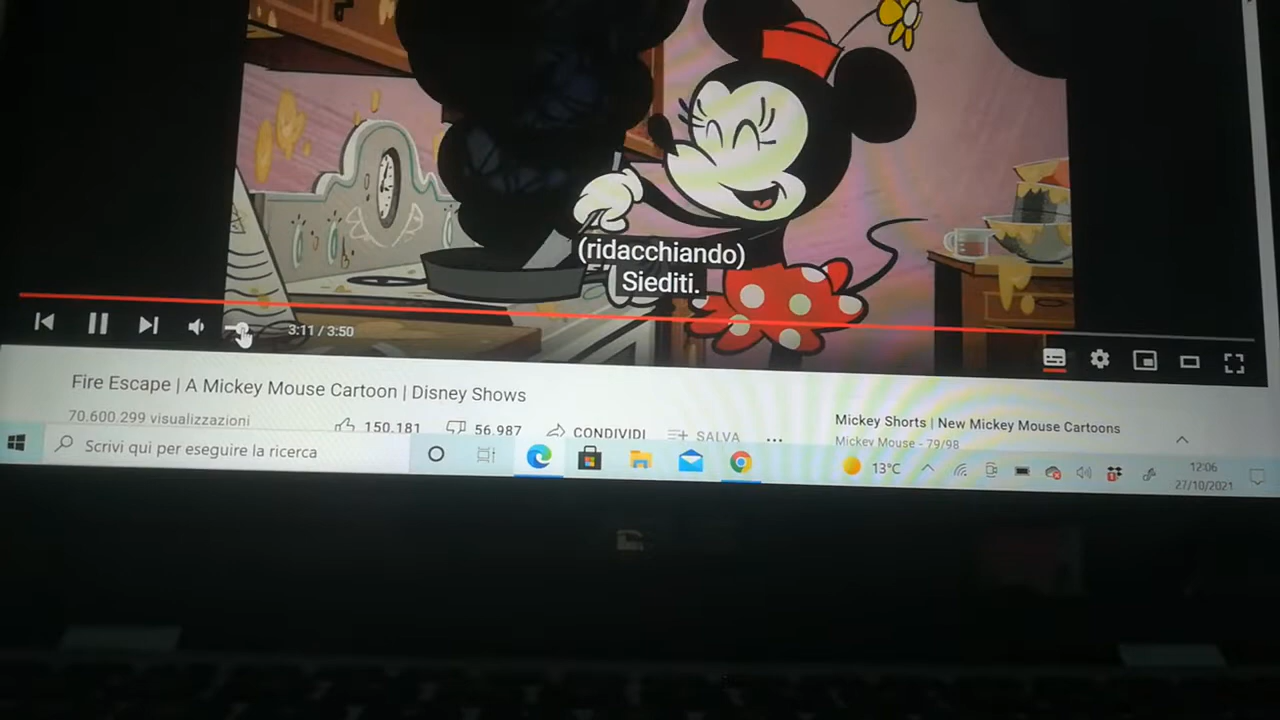 (ridacchiando)
Siediti.
3:11 / 3:50
Fire Escape | A Mickey Mouse Cartoon | Disney Shows
70.600.299 visualizzazioni
150.181
56.987
CONDIVIDI
SALVA
Mickey Shorts | New Mickey Mouse Cartoons
Mickey Mouse - 79/98
Scrivi qui per eseguire la ricerca
13°C
12:06
27/10/2021